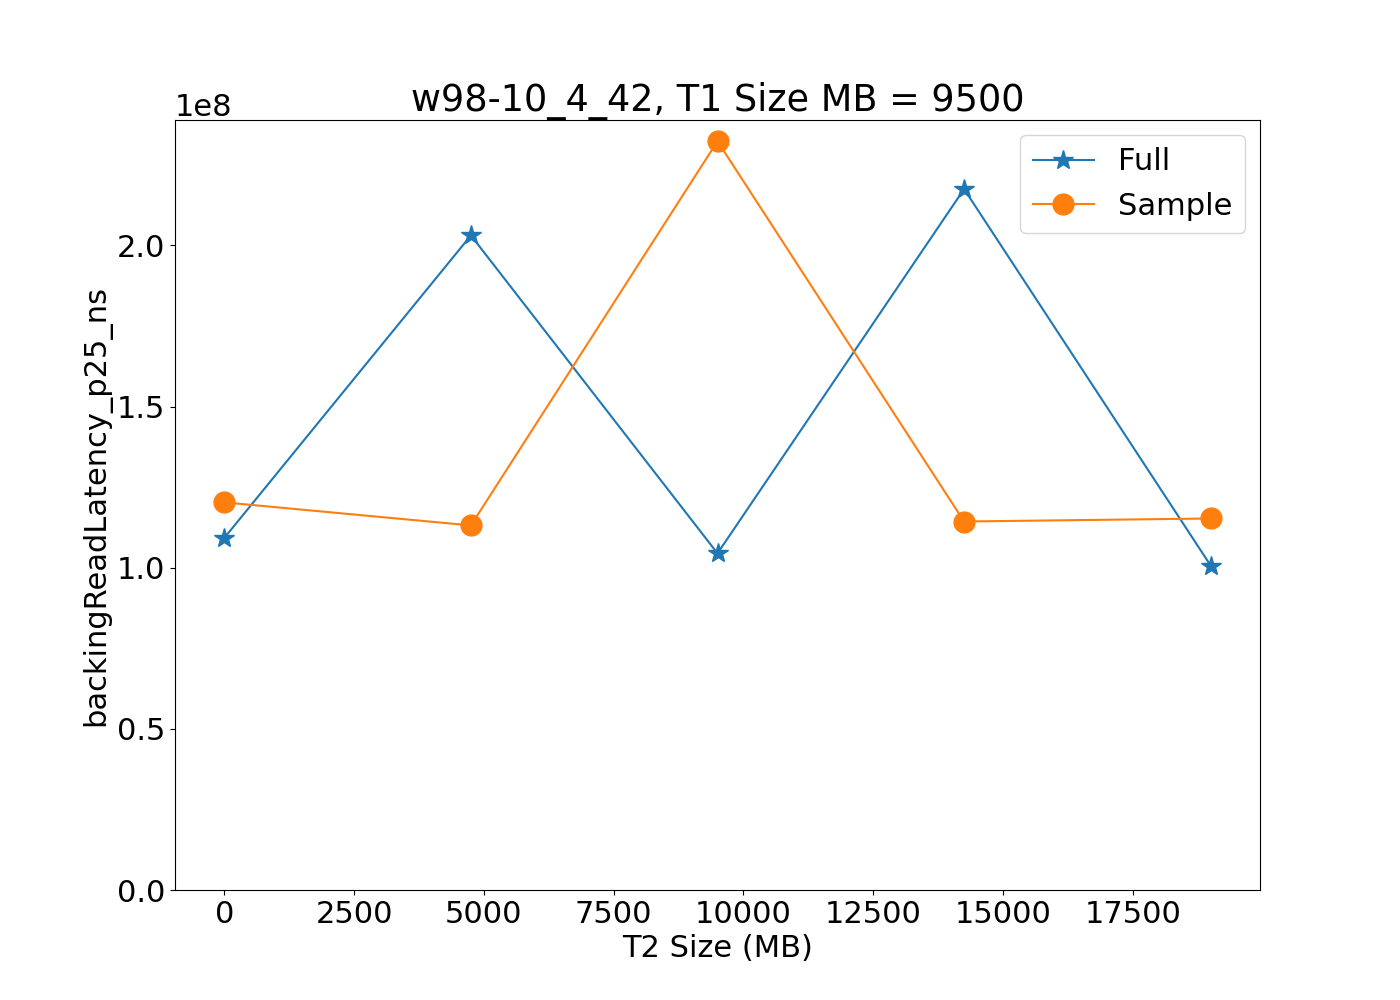 w98-10_4_42, T1 Size MB = 9500
1e8
Full
Sample
2.0
1.5
1.0
0.5
0.0
backingReadLatency_p25_ns
0 2500 5000 7500 10000 12500 15000 17500
T2 Size (MB)